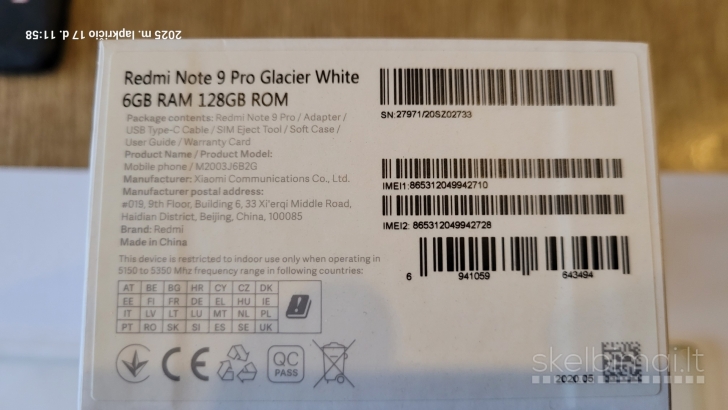 2025 m. lapkričio 17 d. 11:58
Redmi Note 9 Pro Glacier White
6GB RAM 128GB ROM
Package contents: Redmi Note 9 Pro / Adapter /
USB Type-C Cable / SIM Eject Tool / Soft Case /
User Guide / Warranty Card
Product Name / Product Model:
Mobile phone / M2003J6B2G
Manufacturer: Xiaomi Communications Co., Ltd.
Manufacturer postal address:
#019, 9th Floor, Building 6, 33 Xi'erqi Middle Road,
Haidian District, Beijing, China, 100085
Brand: Redmi
Made in China
This device is restricted to indoor use only when operating in
5150 to 5350 Mhz frequency range in following countries:
AT BE BG HR CY CZ DK
EE FI FR DE EL HU IE
IT LV LT LU MT NL PL
PT RO SK SI ES SE UK
CE
QC
PASS
SN:27971/20SZ02733
IMEI1:865312049942710
IMEI2: 865312049942728
6 941059 643494
2020.05
skelbimai.lt